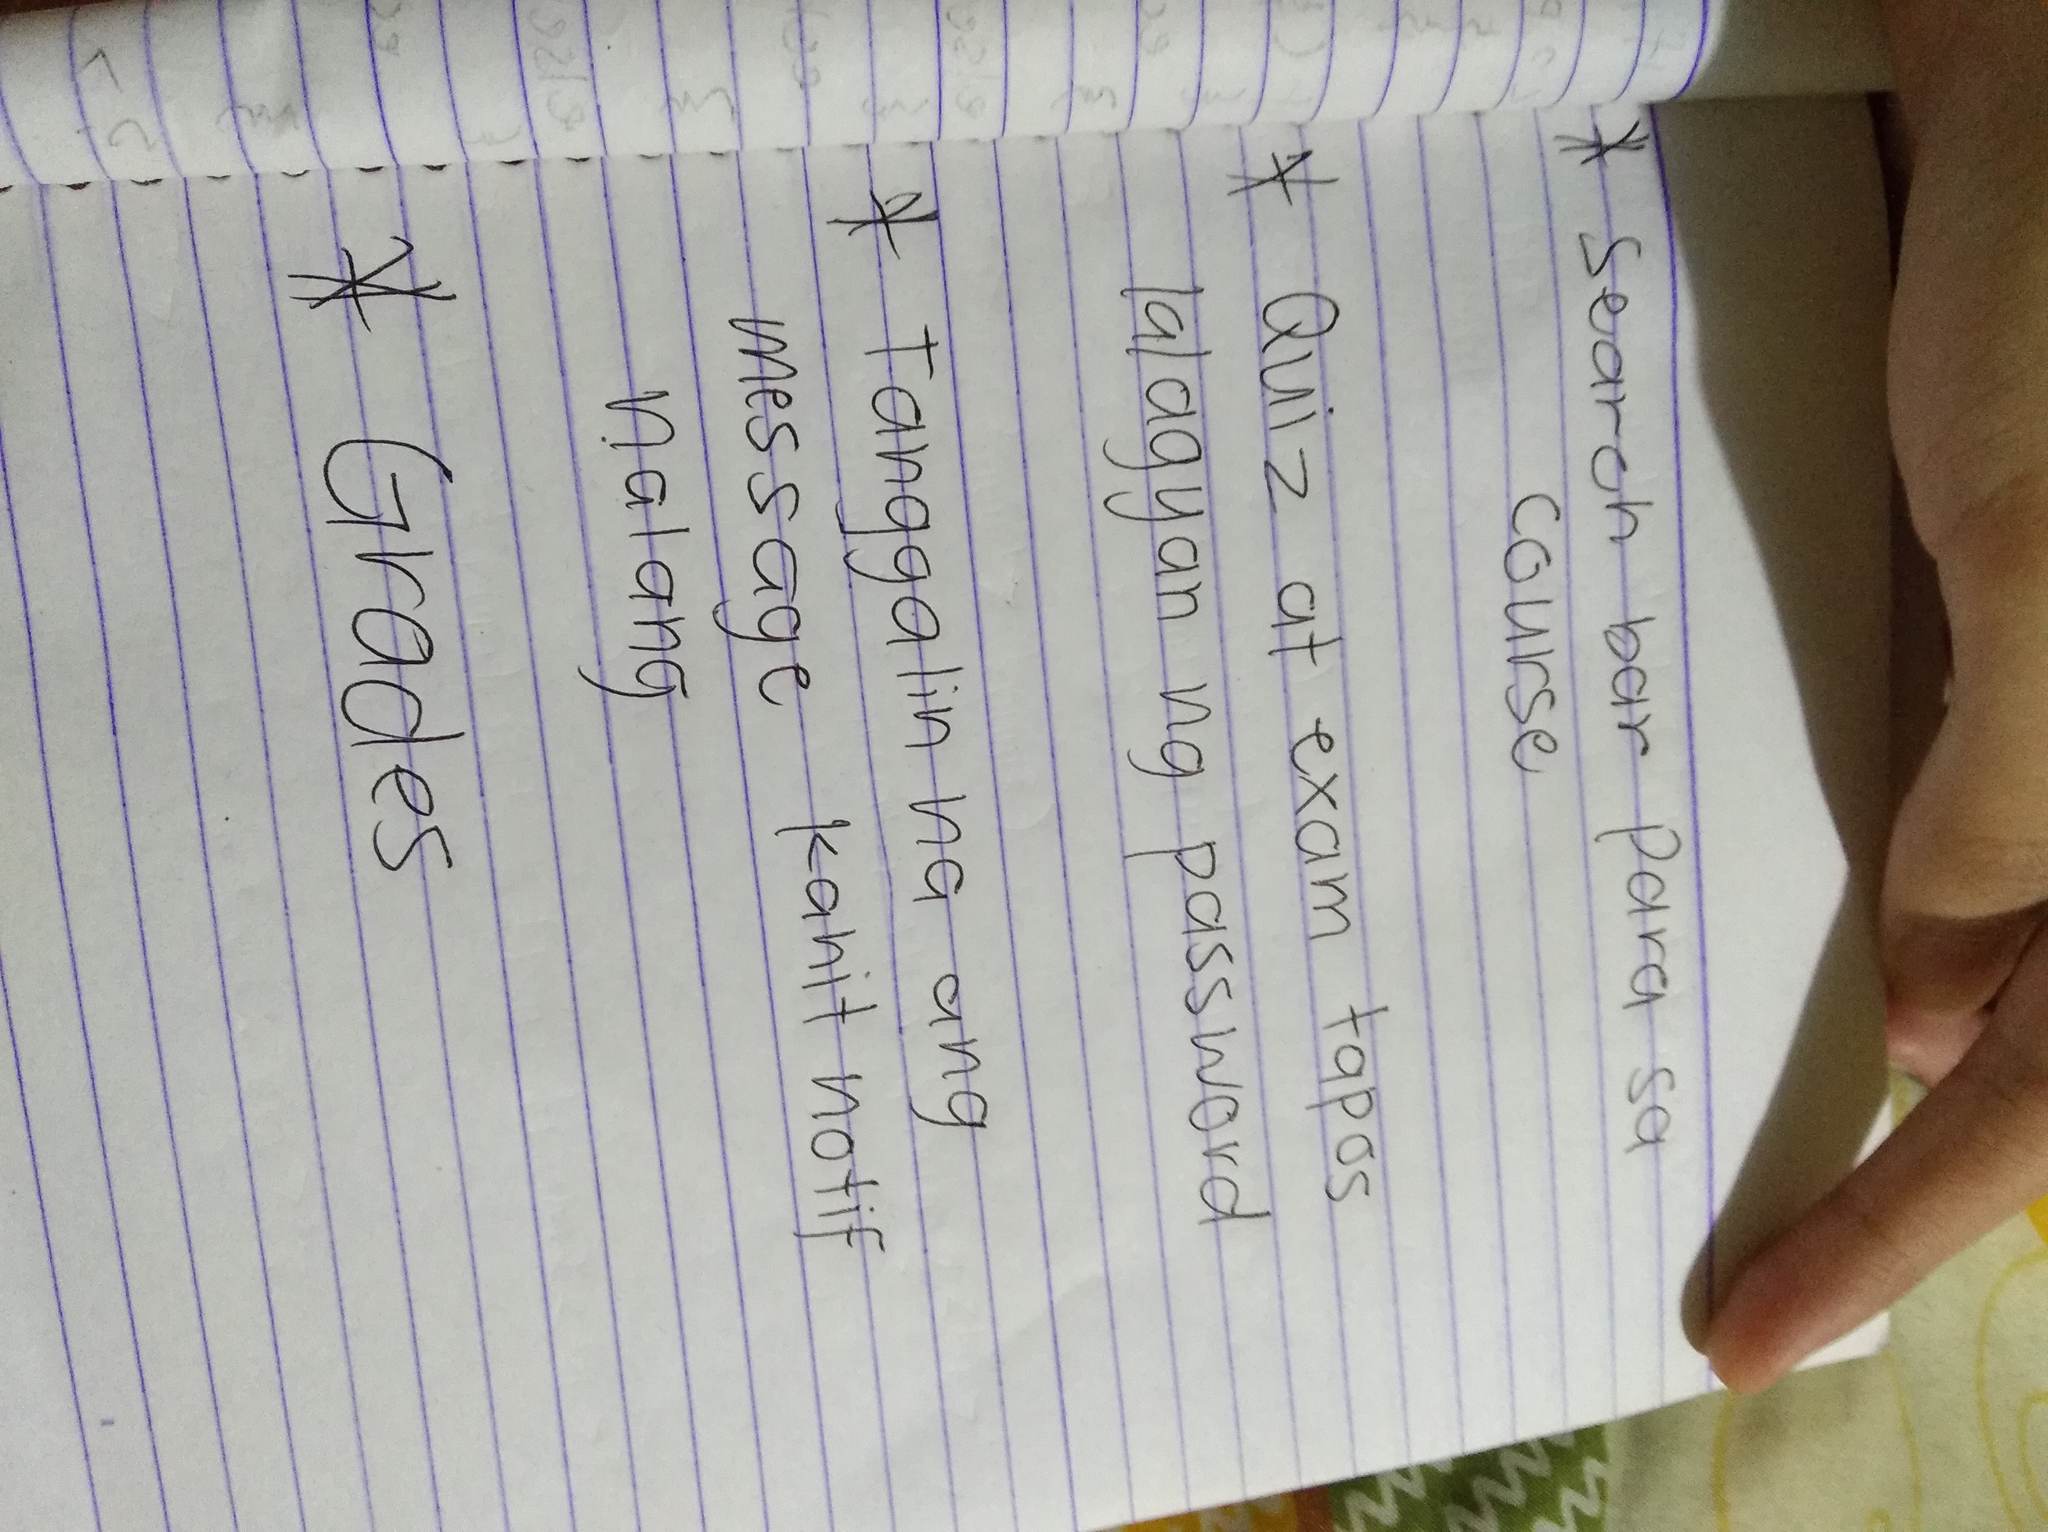 * Search bar para sa
course
* Quiz at exam tapos
lalagyan ng password
* Tanggalin na ang
message kahit notif
nalang
* Grades